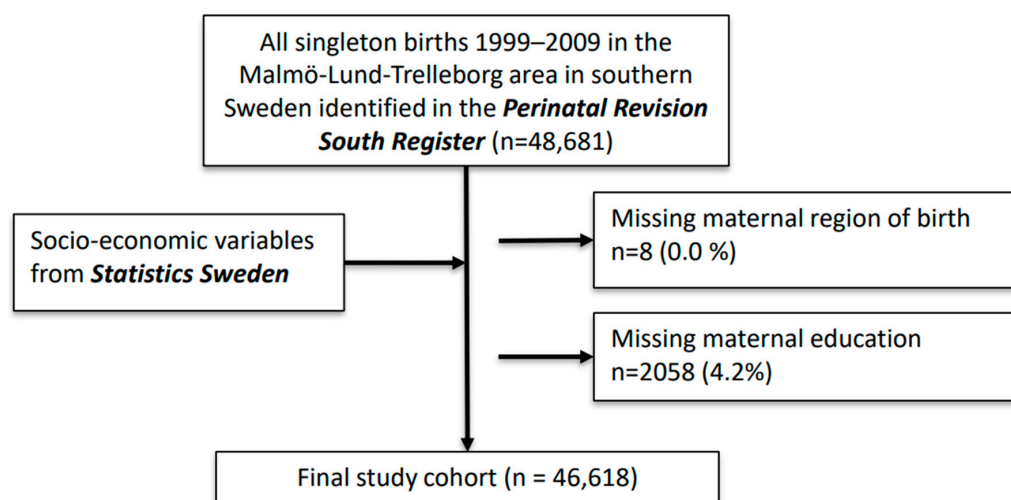 All singleton births 1999–2009 in the
Malmö-Lund-Trelleborg area in southern
Sweden identified in the Perinatal Revision
South Register (n=48,681)
Socio-economic variables
from Statistics Sweden
Missing maternal region of birth
n=8 (0.0 %)
Missing maternal education
n=2058 (4.2%)
Final study cohort (n = 46,618)